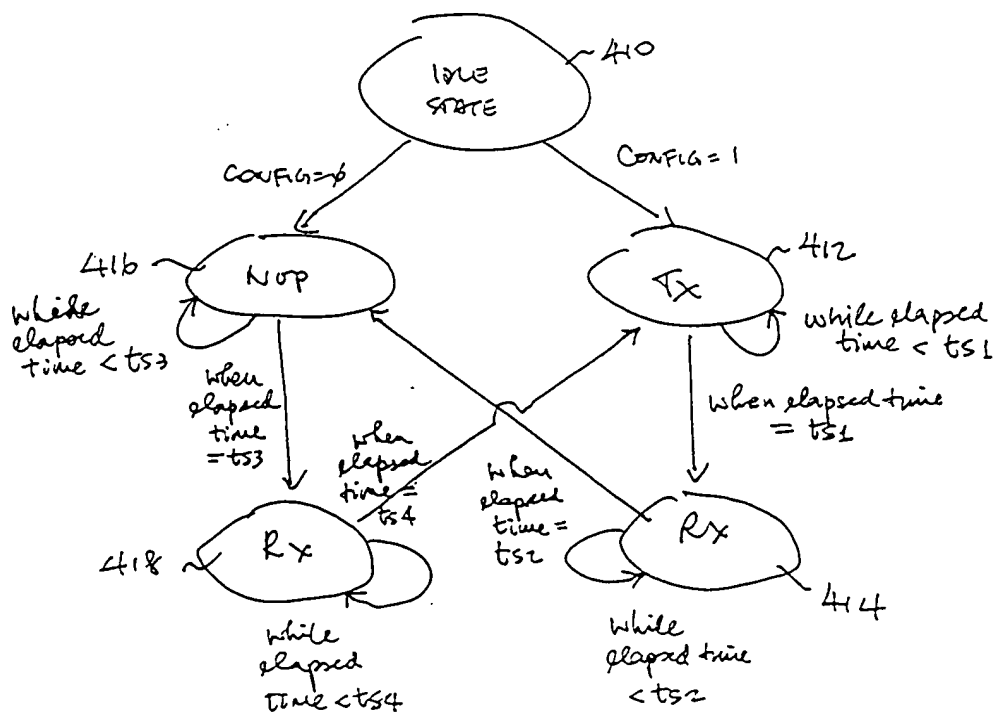 IDLE
STATE
410
CONFIG=∅
CONFIG=1
416
NOP
412
Tx
while
elapsed
time < ts3
while elapsed
time < ts1
when
elapsed
time
=ts3
when elapsed time
= ts1
when
elapsed
time =
ts4
when
elapsed
time =
ts2
418
Rx
Rx
414
while
elapsed
time < ts4
while
elapsed time
< ts2